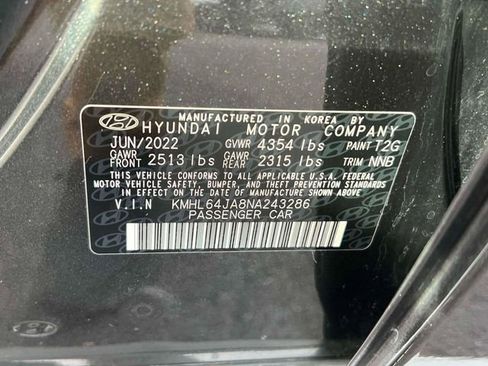 MANUFACTURED IN KOREA BY
HYUNDAI MOTOR COMPANY
JUN/2022 GVWR 4354 lbs PAINT T2G
GAWR FRONT 2513 lbs GAWR REAR 2315 lbs TRIM NNB
THIS VEHICLE CONFORMS TO ALL APPLICABLE U.S.A. FEDERAL
MOTOR VEHICLE SAFETY, BUMPER, AND THEFT PREVENTION STANDARDS
IN EFFECT ON THE DATE OF MANUFACTURE SHOWN ABOVE.
V.I.N KMHL64JA8NA243286
PASSENGER CAR